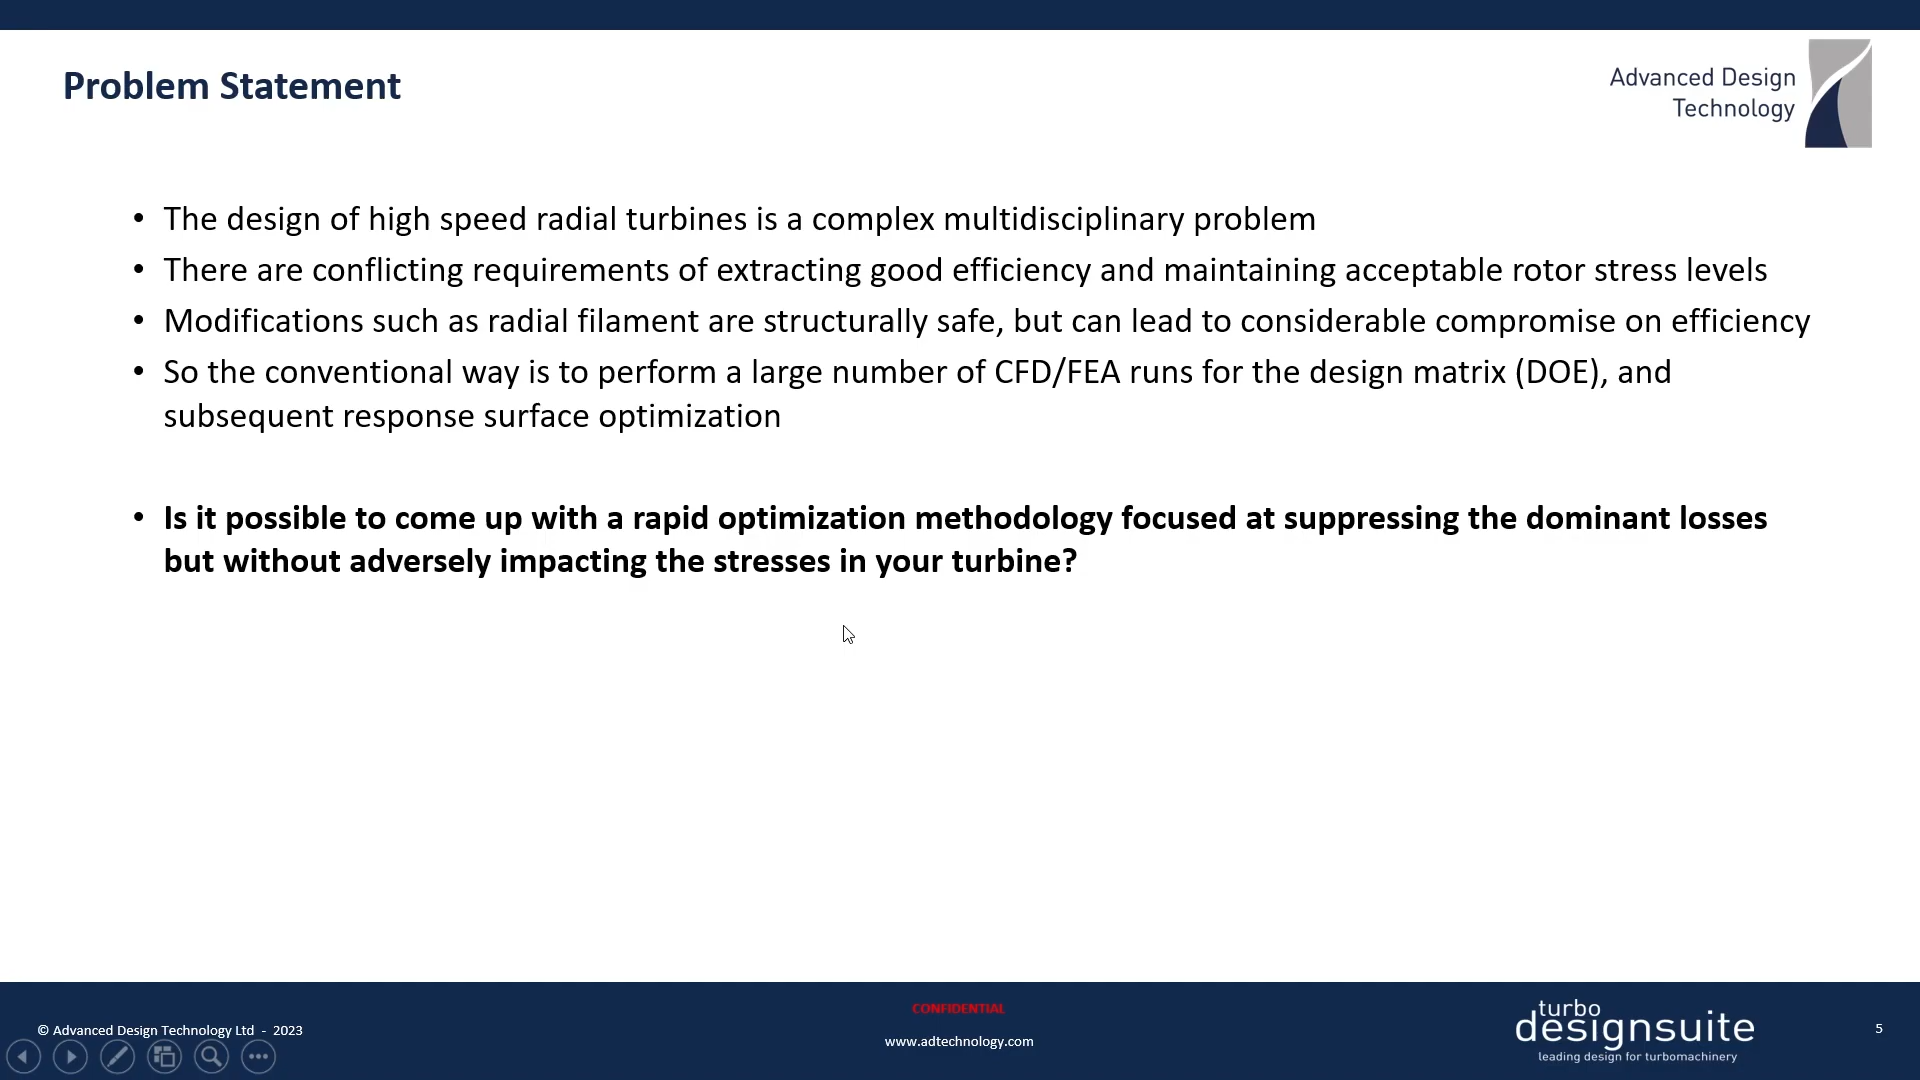 Problem Statement
Advanced Design
Technology
• The design of high speed radial turbines is a complex multidisciplinary problem
• There are conflicting requirements of extracting good efficiency and maintaining acceptable rotor stress levels
• Modifications such as radial filament are structurally safe, but can lead to considerable compromise on efficiency
• So the conventional way is to perform a large number of CFD/FEA runs for the design matrix (DOE), and
subsequent response surface optimization
• Is it possible to come up with a rapid optimization methodology focused at suppressing the dominant losses
but without adversely impacting the stresses in your turbine?
© Advanced Design Technology Ltd - 2023
CONFIDENTIAL
www.adtechnology.com
turbo
designsuite
leading design for turbomachinery
5